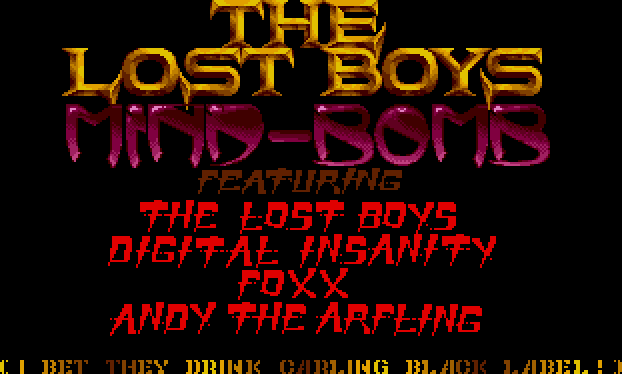 THE
LOST BOYS
MIND-BOMB
FEATURING
THE LOST BOYS
DIGITAL INSANITY
FOXX
ANDY THE ARFLING
( I BET THEY DRINK CARLING BLACK LABEL! )